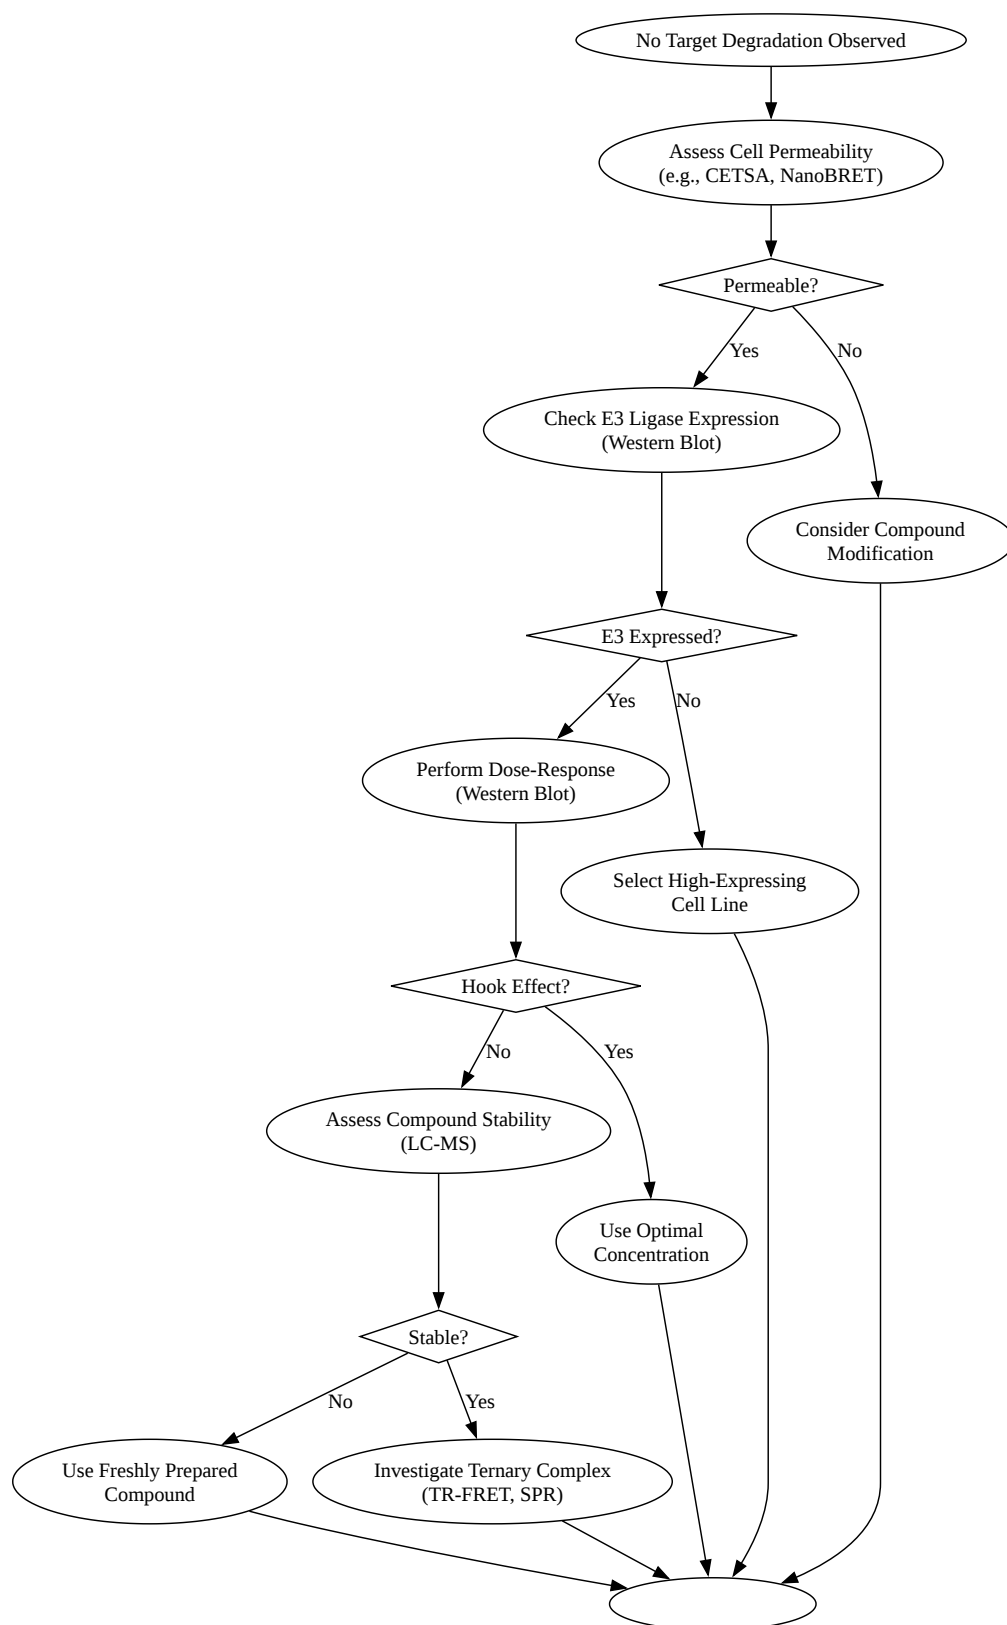 No Target Degradation Observed
Assess Cell Permeability
(e.g., CETSA, NanoBRET)
Permeable?
Yes
No
Check E3 Ligase Expression
(Western Blot)
Consider Compound
Modification
E3 Expressed?
Yes
No
Perform Dose-Response
(Western Blot)
Select High-Expressing
Cell Line
Hook Effect?
No
Yes
Assess Compound Stability
(LC-MS)
Use Optimal
Concentration
Stable?
No
Yes
Use Freshly Prepared
Compound
Investigate Ternary Complex
(TR-FRET, SPR)